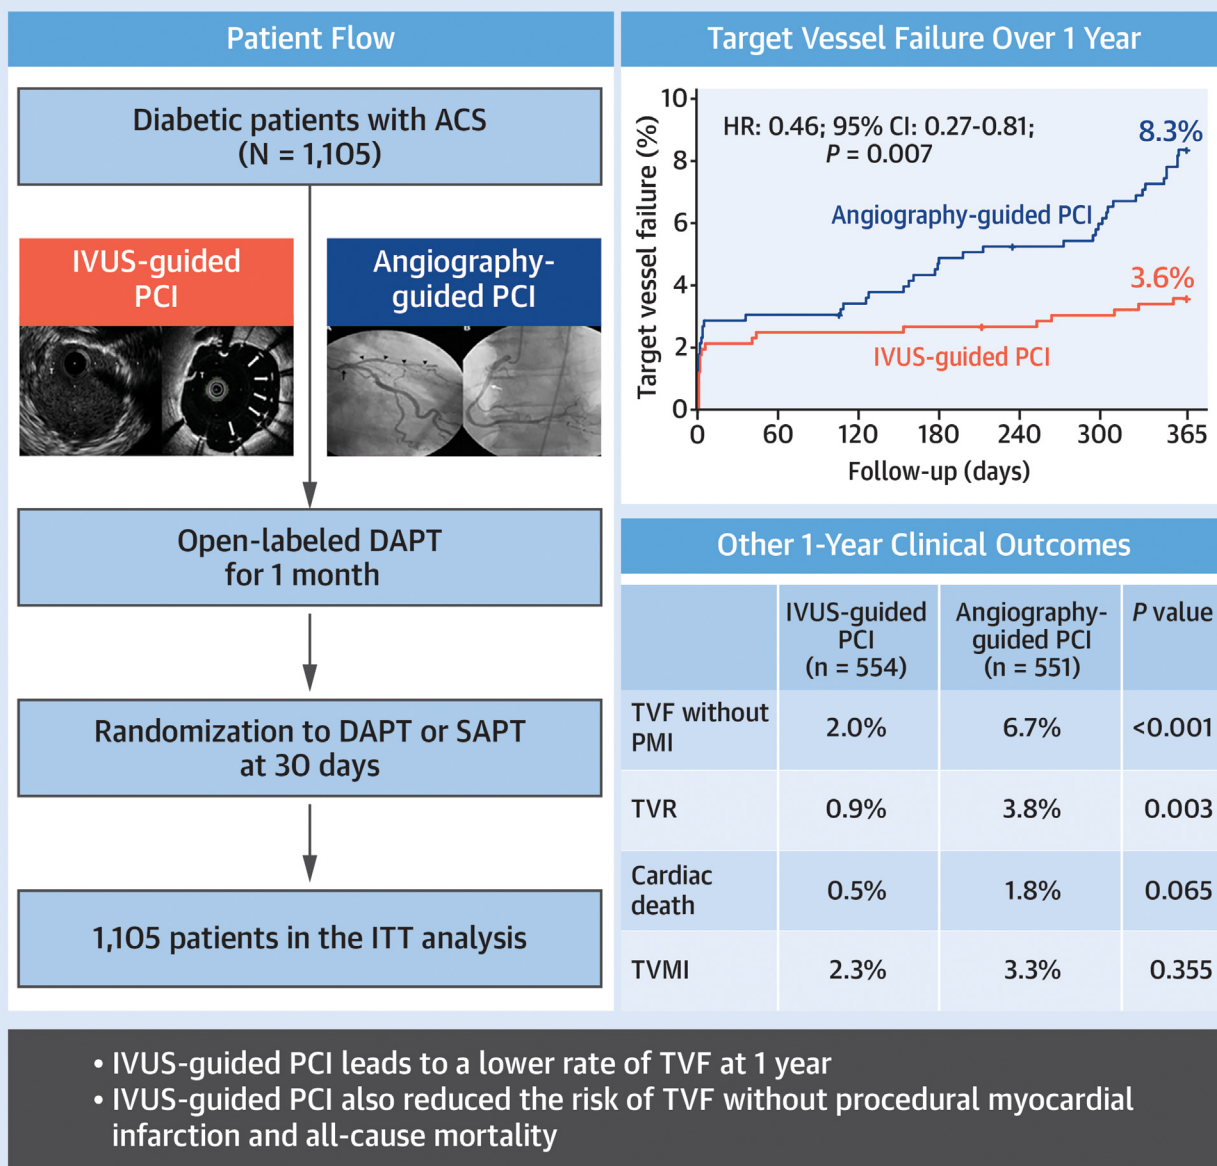 Patient Flow
Diabetic patients with ACS
(N = 1,105)
IVUS-guided
PCI
Angiography-
guided PCI
A
B
Open-labeled DAPT
for 1 month
Randomization to DAPT or SAPT
at 30 days
1,105 patients in the ITT analysis
Target Vessel Failure Over 1 Year
Target vessel failure (%)
10
8
6
4
2
0
HR: 0.46; 95% CI: 0.27-0.81;
P = 0.007
8.3%
Angiography-guided PCI
3.6%
IVUS-guided PCI
0 60 120 180 240 300 365
Follow-up (days)
Other 1-Year Clinical Outcomes
IVUS-guided
PCI
(n = 554)
Angiography-
guided PCI
(n = 551)
P value
TVF without
PMI
2.0% 6.7% <0.001
TVR 0.9% 3.8% 0.003
Cardiac
death
0.5% 1.8% 0.065
TVMI 2.3% 3.3% 0.355
• IVUS-guided PCI leads to a lower rate of TVF at 1 year
• IVUS-guided PCI also reduced the risk of TVF without procedural myocardial
infarction and all-cause mortality